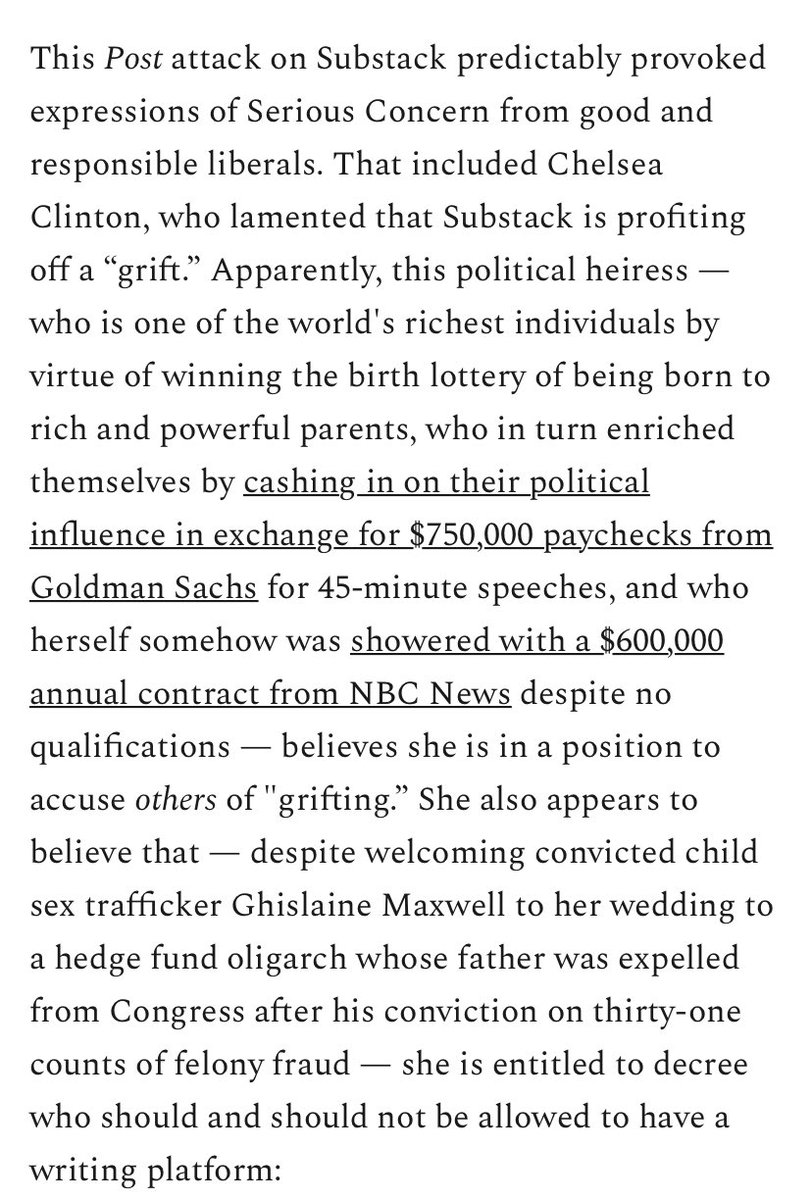 This Post attack on Substack predictably provoked
expressions of Serious Concern from good and
responsible liberals. That included Chelsea
Clinton, who lamented that Substack is profiting
off a “grift.” Apparently, this political heiress —
who is one of the world's richest individuals by
virtue of winning the birth lottery of being born to
rich and powerful parents, who in turn enriched
themselves by cashing in on their political
influence in exchange for $750,000 paychecks from
Goldman Sachs for 45-minute speeches, and who
herself somehow was showered with a $600,000
annual contract from NBC News despite no
qualifications — believes she is in a position to
accuse others of "grifting.” She also appears to
believe that — despite welcoming convicted child
sex trafficker Ghislaine Maxwell to her wedding to
a hedge fund oligarch whose father was expelled
from Congress after his conviction on thirty-one
counts of felony fraud — she is entitled to decree
who should and should not be allowed to have a
writing platform: